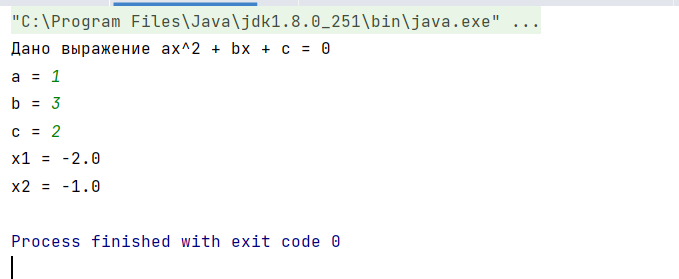 "C:\Program Files\Java\jdk1.8.0_251\bin\java.exe" ...
Дано выражение ax^2 + bx + c = 0
a = 1
b = 3
c = 2
x1 = -2.0
x2 = -1.0
Process finished with exit code 0